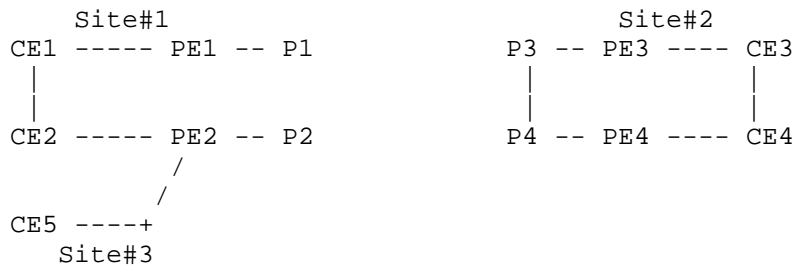 Site#1 Site#2
CE1 ----- PE1 -- P1 P3 -- PE3 ---- CE3
| | |
| | |
CE2 ----- PE2 -- P2 P4 -- PE4 ---- CE4
/
/
CE5 ----+
Site#3